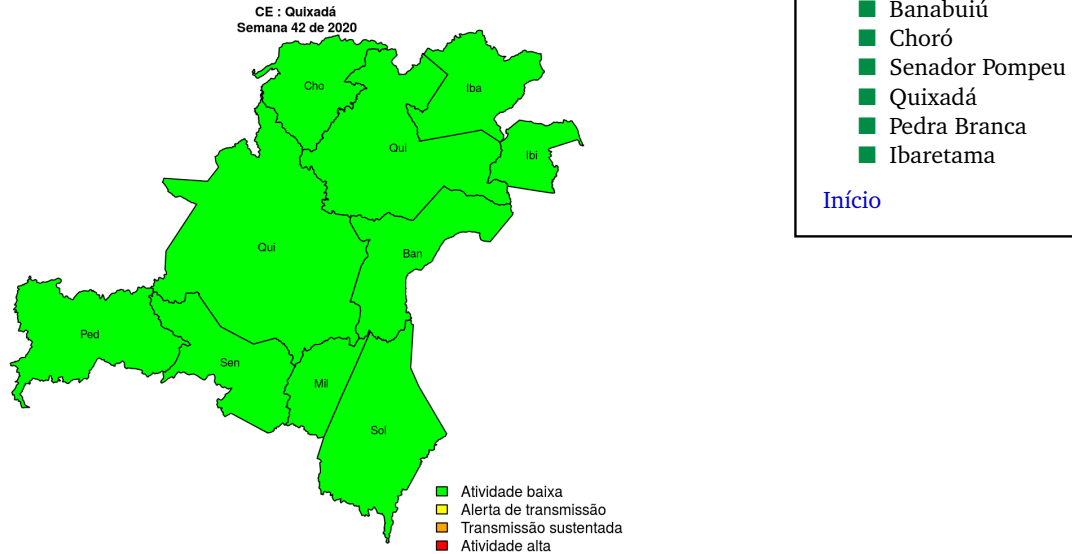 CE : Quixadá
Semana 42 de 2020
Cho
Iba
Qui
Ibi
Qui
Ban
Ped
Sen
Mil
Sol
Atividade baixa
Alerta de transmissão
Transmissão sustentada
Atividade alta
Banabuiú
Choró
Senador Pompeu
Quixadá
Pedra Branca
Ibaretama
Início